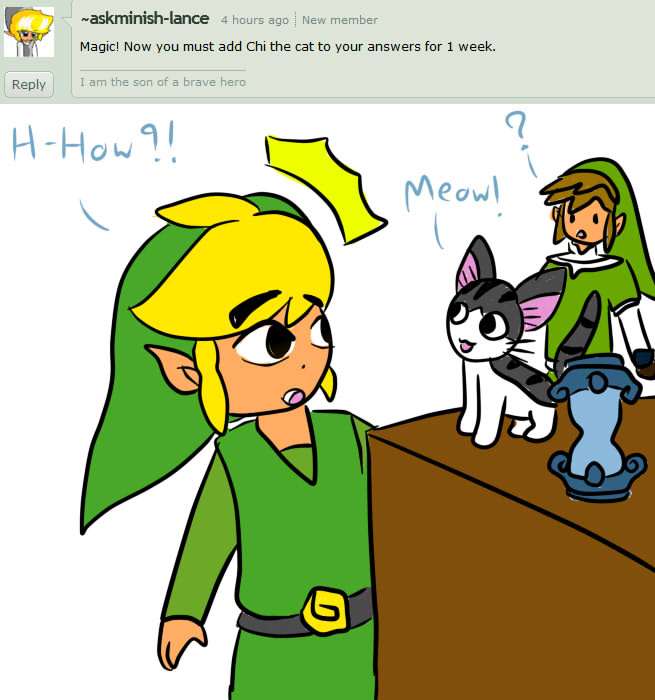 ~askminish-lance 4 hours ago New member
Magic! Now you must add Chi the cat to your answers for 1 week.
I am the son of a brave hero
Reply
H-How?!
Meow!
?